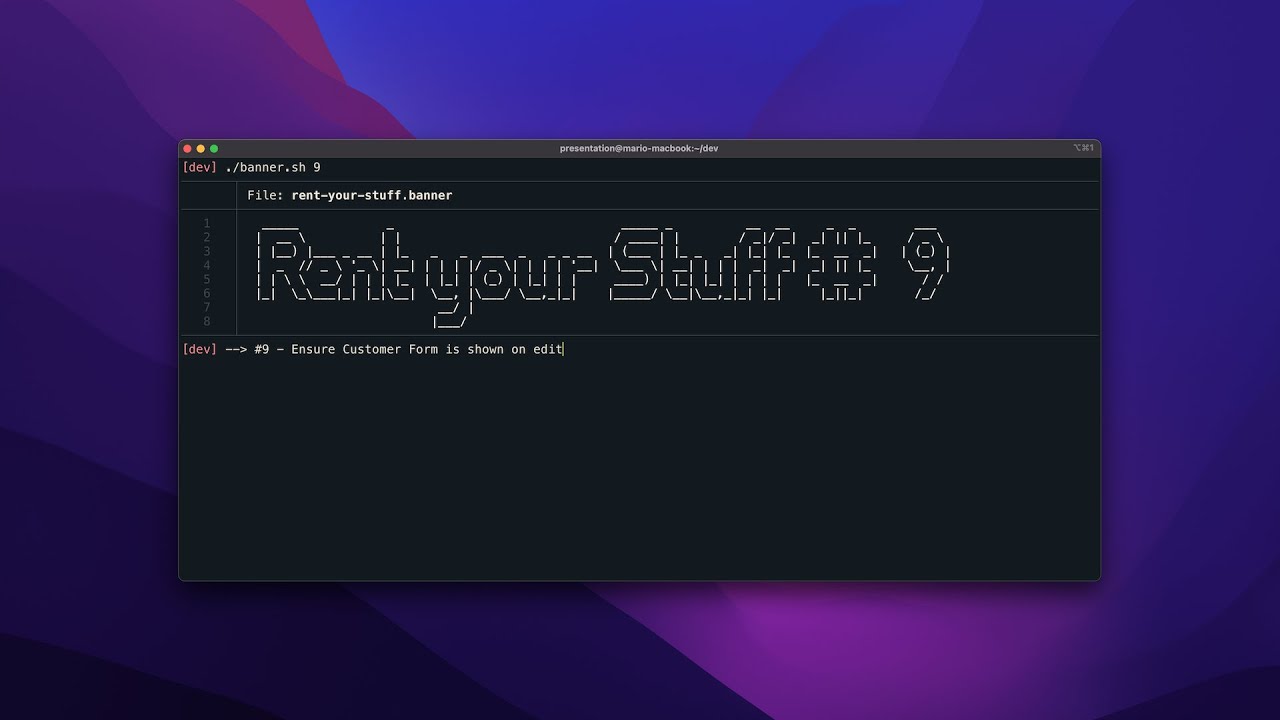 presentation@mario-macbook:~/dev
⌥⌘1
[dev] ./banner.sh 9
File: rent-your-stuff.banner
1
2
3
4
5
6
7
8
Rent your Stuff # 9
[dev] --> #9 - Ensure Customer Form is shown on edit